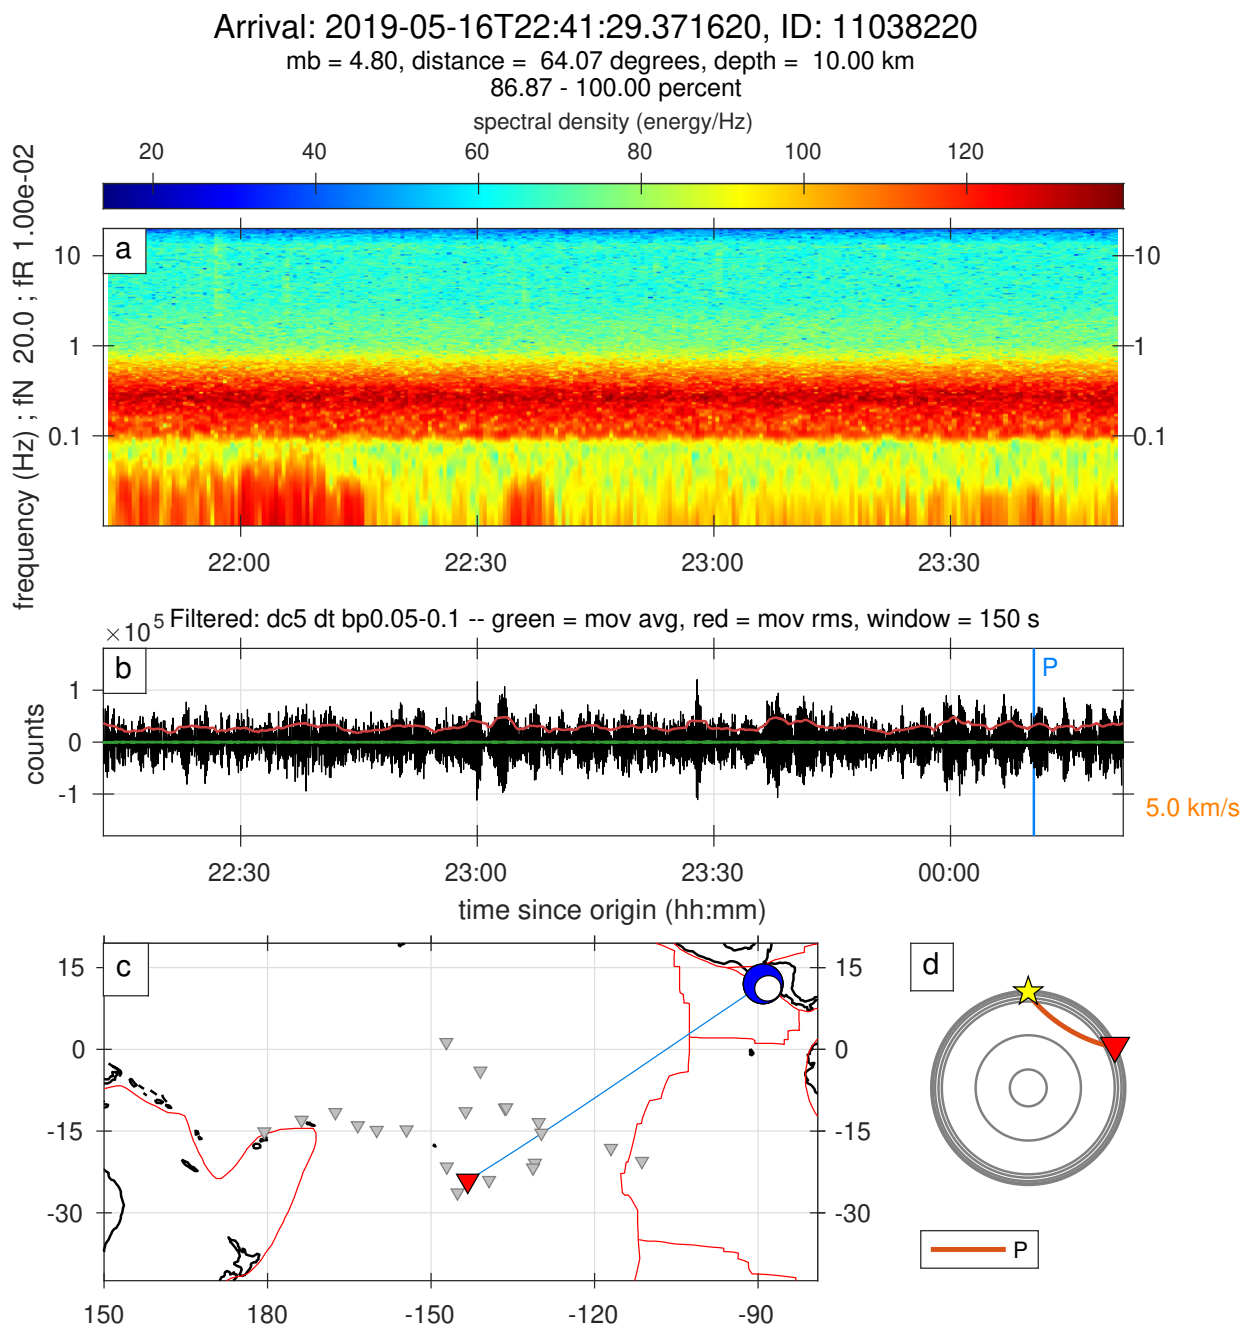 Arrival: 2019-05-16T22:41:29.371620, ID: 11038220
mb = 4.80, distance = 64.07 degrees, depth = 10.00 km
86.87 - 100.00 percent
spectral density (energy/Hz)
20 40 60 80 100 120
frequency (Hz) ; fN 20.0 ; fR 1.00e-02
a
10 10
1 1
0.1 0.1
22:00 22:30 23:00 23:30
×10 5 Filtered: dc5 dt bp0.05-0.1 -- green = mov avg, red = mov rms, window = 150 s
b
P
counts
1
0
-1
5.0 km/s
22:30 23:00 23:30 00:00
time since origin (hh:mm)
c
d
15 15
0 0
-15 -15
-30 -30
150 180 -150 -120 -90
P